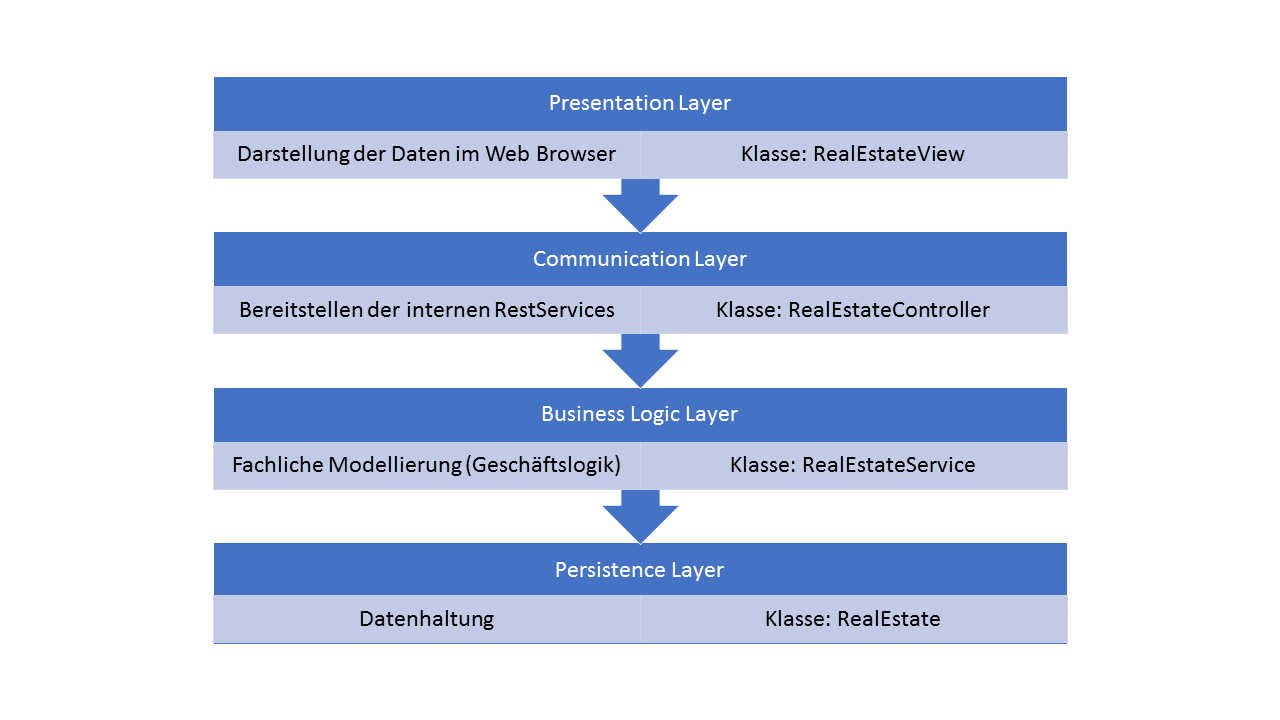 Presentation Layer
Darstellung der Daten im Web Browser
Klasse: RealEstateView
Communication Layer
Bereitstellen der internen RestServices
Klasse: RealEstateController
Business Logic Layer
Fachliche Modellierung (Geschäftslogik)
Klasse: RealEstateService
Persistence Layer
Datenhaltung
Klasse: RealEstate